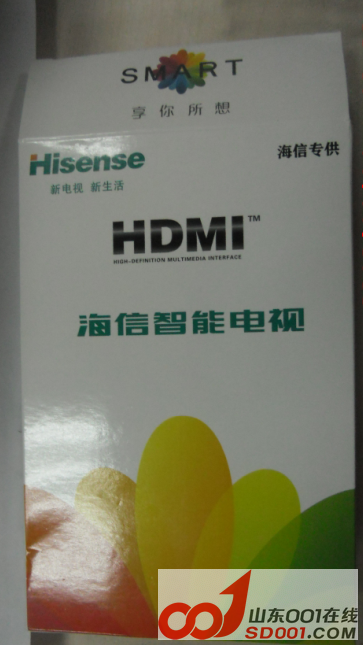 SMART
享你所想
Hisense
新电视 新生活
海信专供
HDMI™
HIGH-DEFINITION MULTIMEDIA INTERFACE
海信智能电视
山东001在线
SD001.COM